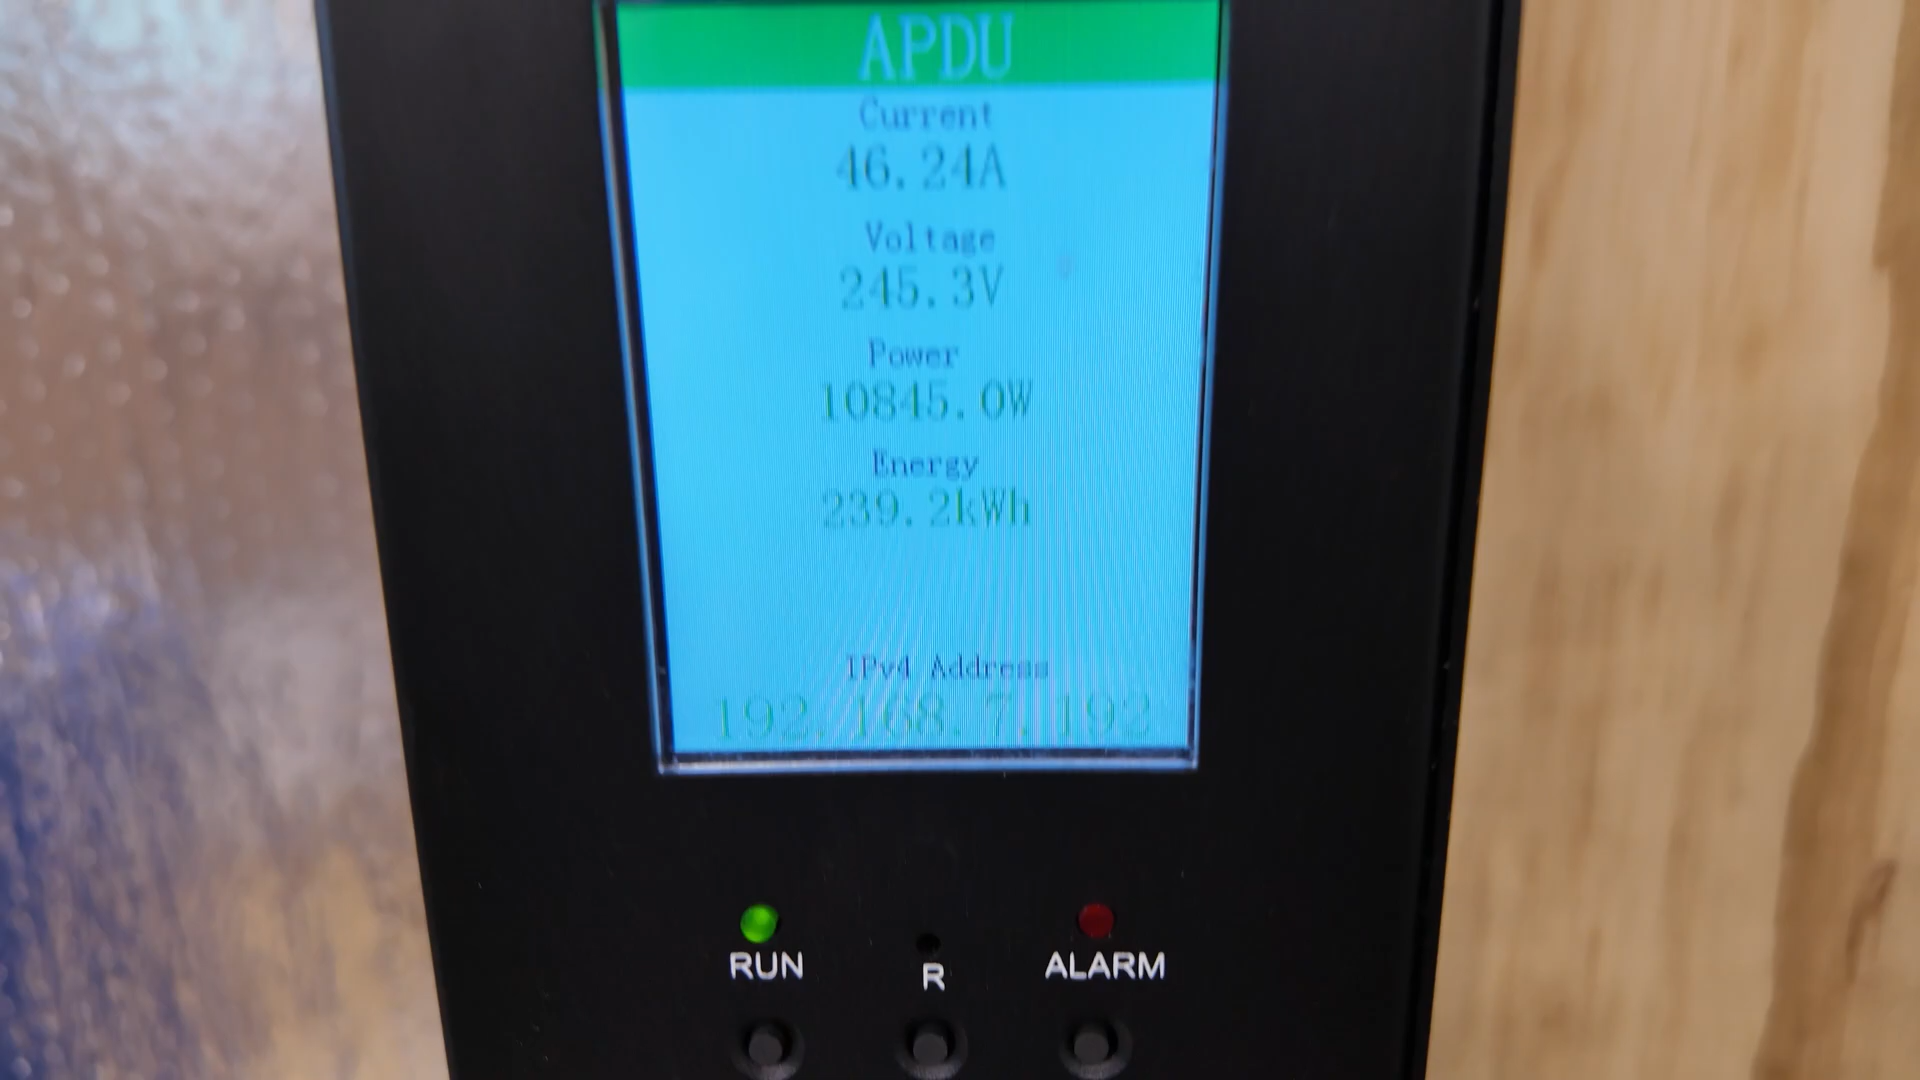 APDU
Current
46.24A
Voltage
245.3V
Power
10845.0W
Energy
239.2kWh
IPv4 Address
192.168.7.192
RUN
R
ALARM